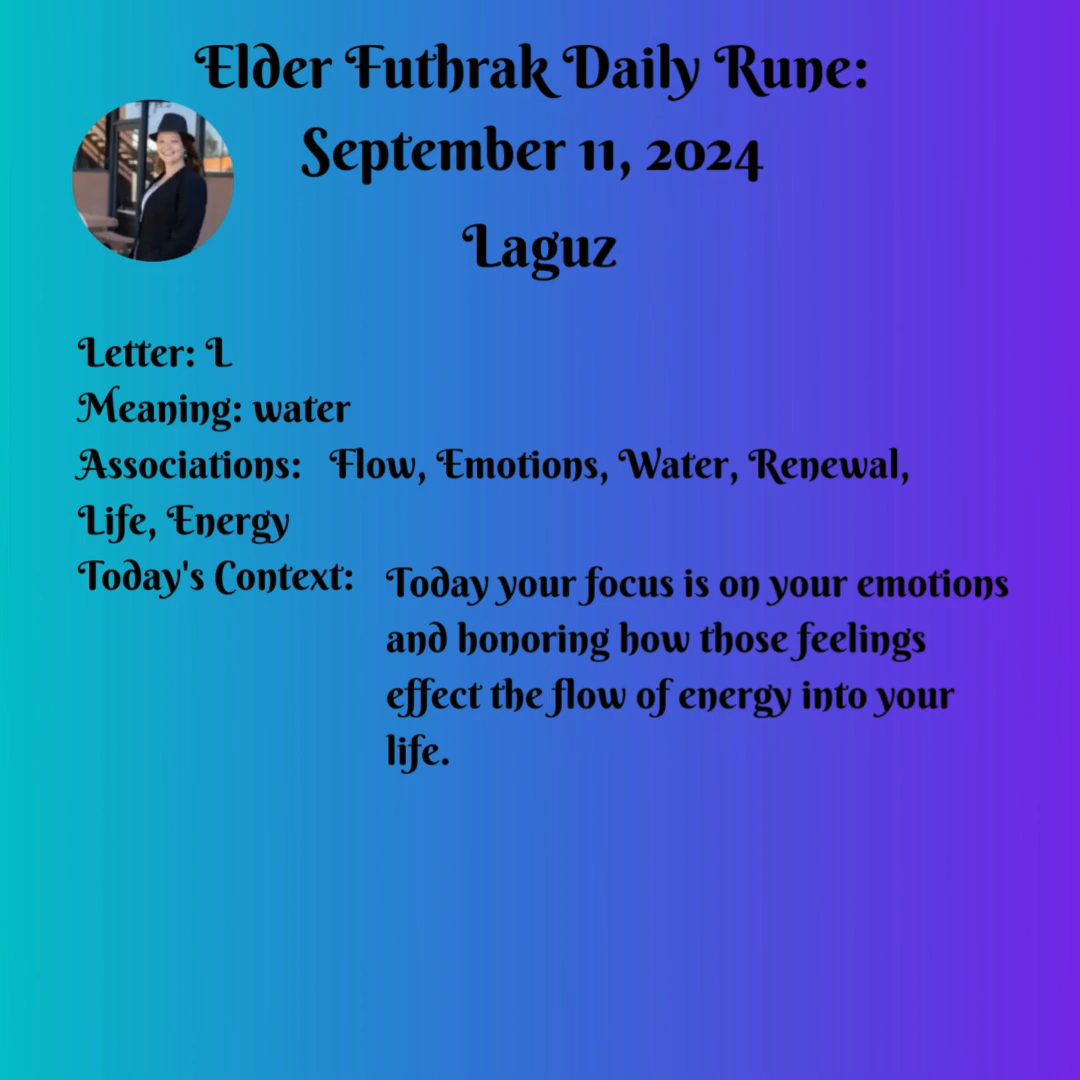 Elder Futhrak Daily Rune:
September 11, 2024
Laguz
Letter: L
Meaning: water
Associations: Flow, Emotions, Water, Renewal,
Life, Energy
Today's Context: Today your focus is on your emotions
and honoring how those feelings
effect the flow of energy into your
life.